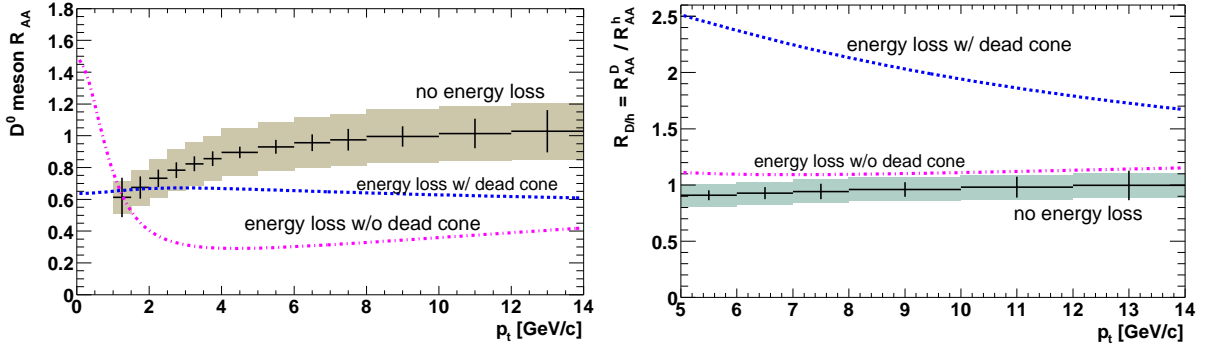 D⁰ meson R_AA
1.8
1.6
1.4
1.2
1
0.8
0.6
0.4
0.2
0
no energy loss
energy loss w/ dead cone
energy loss w/o dead cone
0 2 4 6 8 10 12 14
p_t [GeV/c]
R_D/h = R_AA^D / R_AA^h
2.5
2
1.5
1
0.5
0
energy loss w/ dead cone
energy loss w/o dead cone
no energy loss
5 6 7 8 9 10 11 12 13 14
p_t [GeV/c]